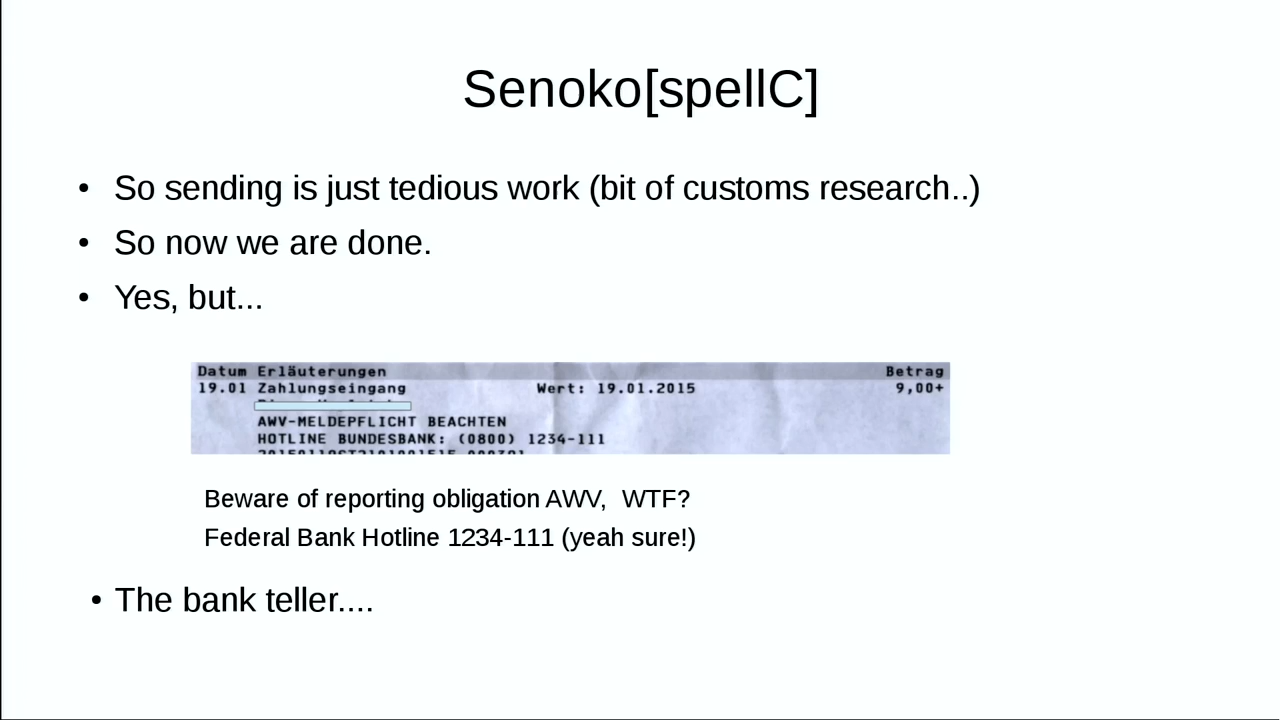 Senoko[spellC]
• So sending is just tedious work (bit of customs research..)
• So now we are done.
• Yes, but...
Datum Erläuterungen Betrag
19.01 Zahlungseingang Wert: 19.01.2015 9,00+
AWV-MELDEPFLICHT BEACHTEN
HOTLINE BUNDESBANK: (0800) 1234-111
Beware of reporting obligation AWV, WTF?
Federal Bank Hotline 1234-111 (yeah sure!)
• The bank teller....